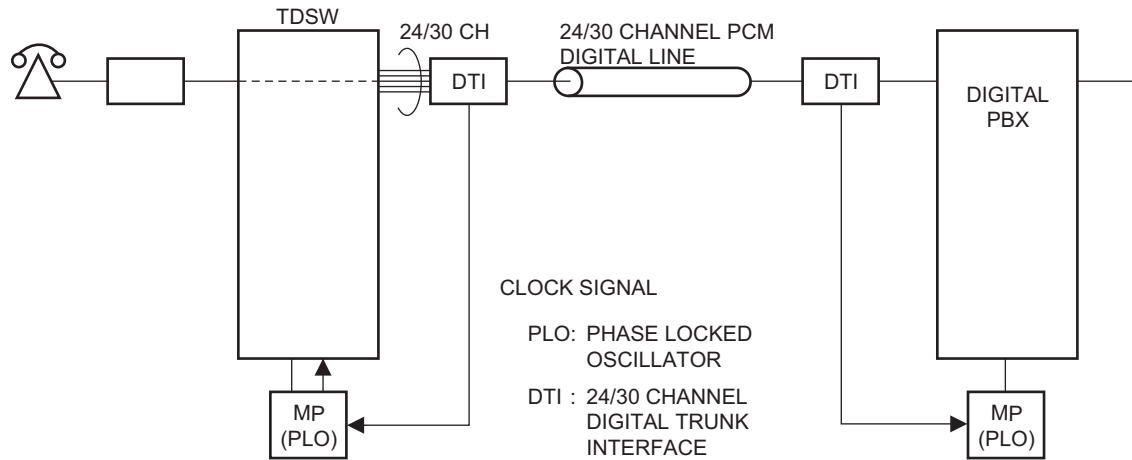 TDSW
24/30 CH
24/30 CHANNEL PCM
DIGITAL LINE
DTI
DTI
DIGITAL
PBX
CLOCK SIGNAL
PLO: PHASE LOCKED
OSCILLATOR
DTI : 24/30 CHANNEL
DIGITAL TRUNK
INTERFACE
MP
(PLO)
MP
(PLO)